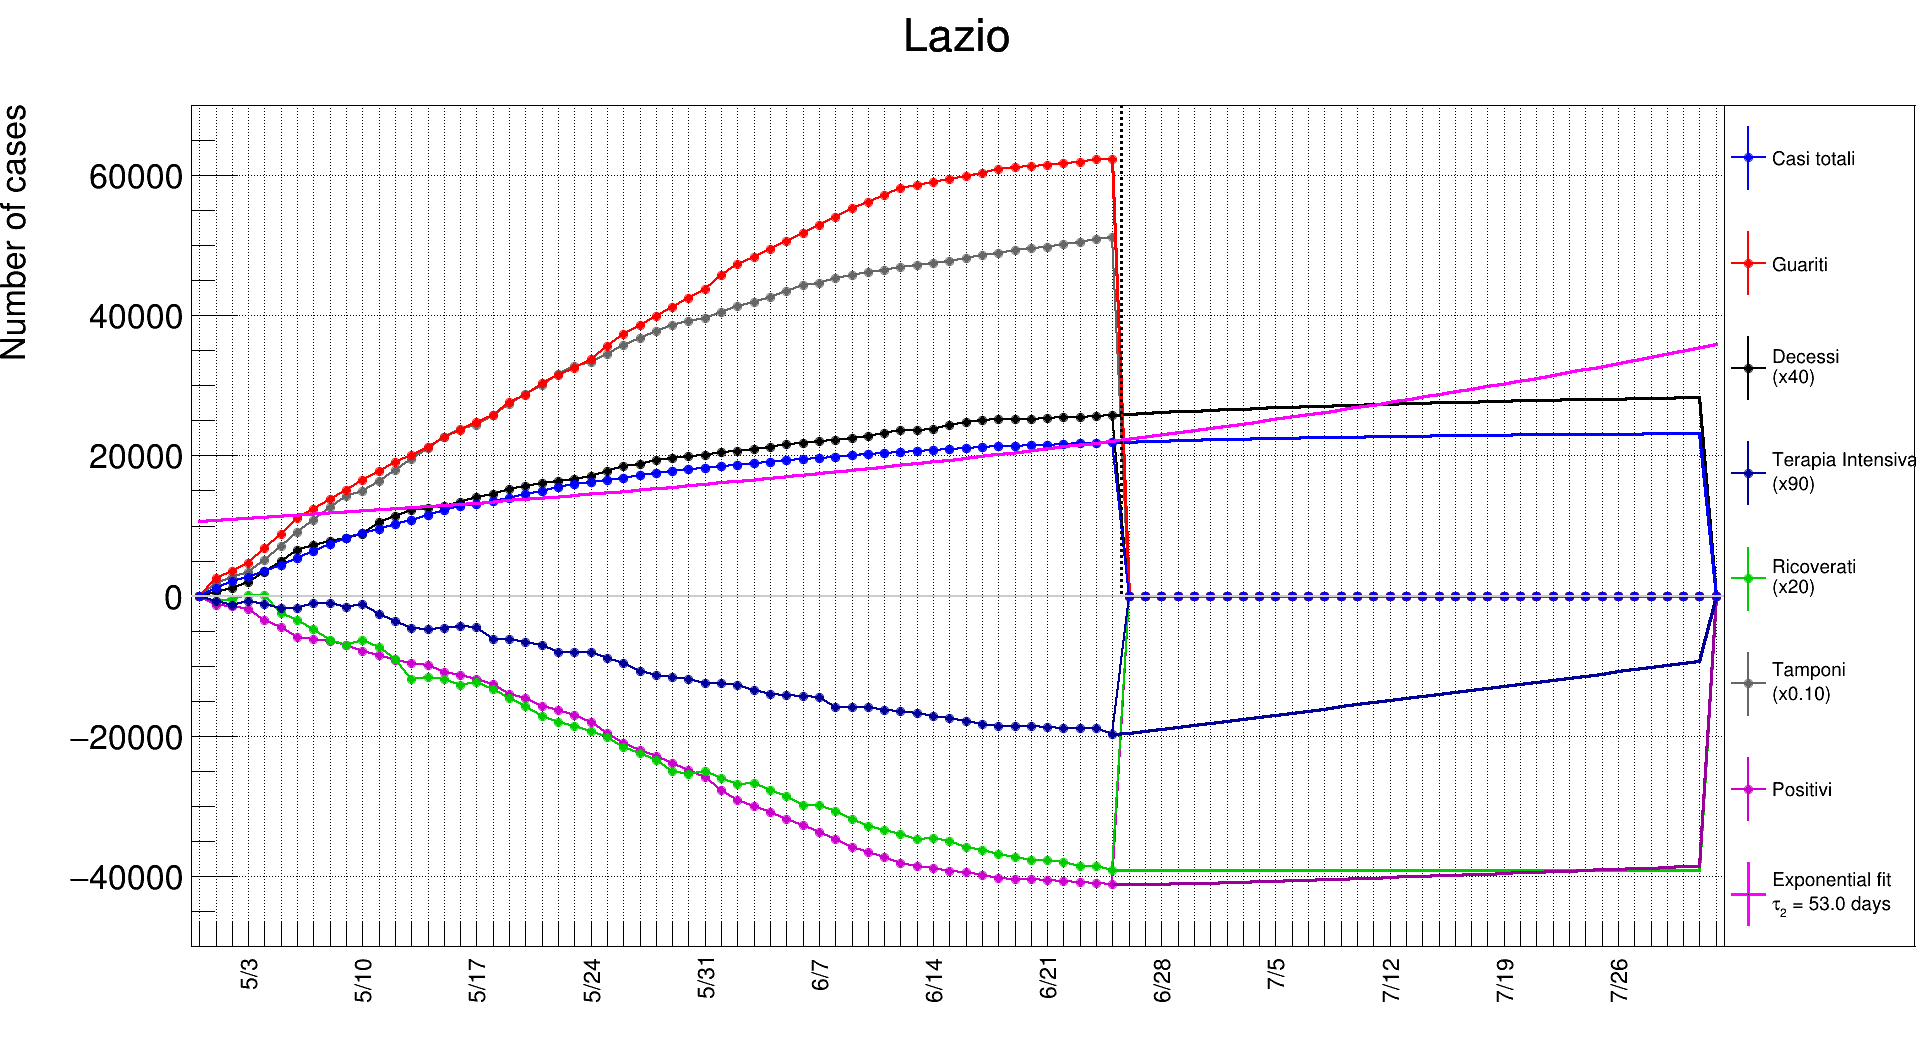 Lazio
Number of cases
60000
40000
20000
0
−20000
−40000
5/3
5/10
5/17
5/24
5/31
6/7
6/14
6/21
6/28
7/5
7/12
7/19
7/26
Casi totali
Guariti
Decessi
(x40)
Terapia Intensiva
(x90)
Ricoverati
(x20)
Tamponi
(x0.10)
Positivi
Exponential fit
τ2 = 53.0 days